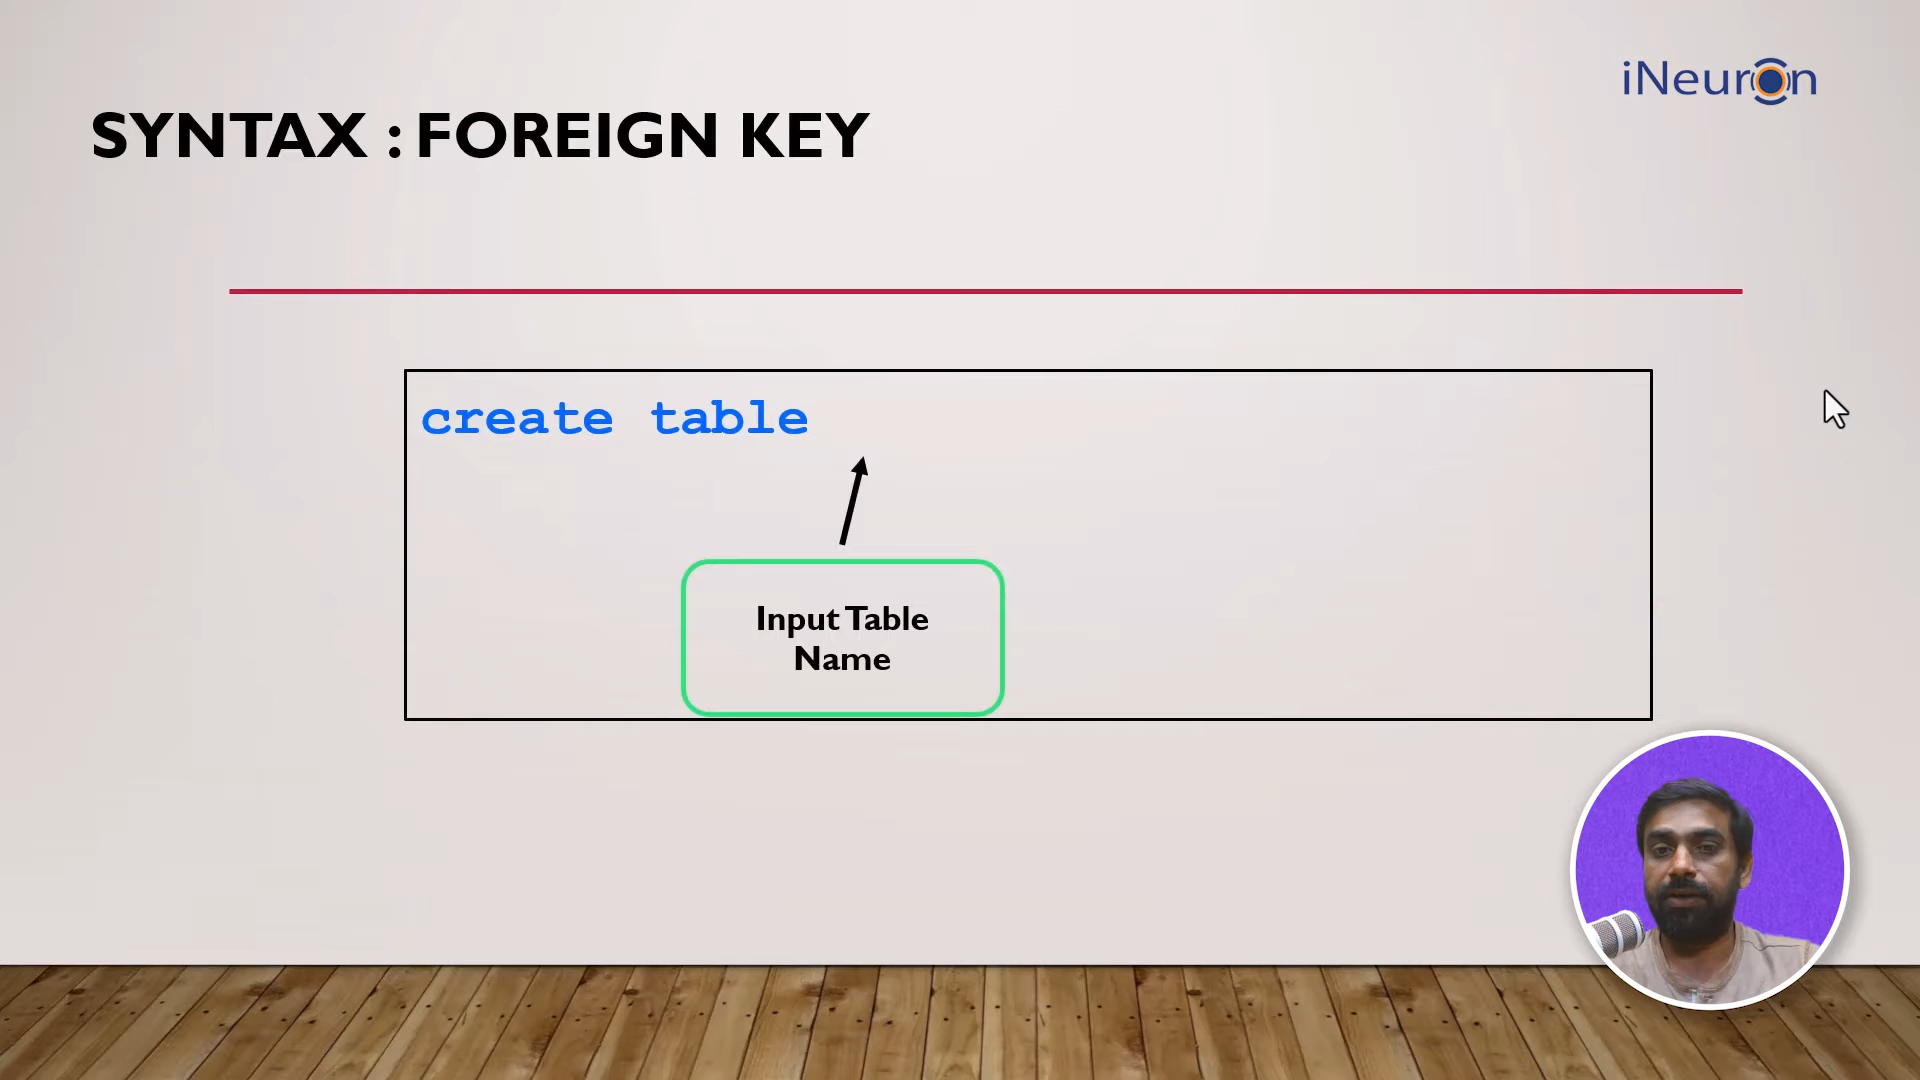 iNeuron
SYNTAX : FOREIGN KEY
create table
Input Table
Name